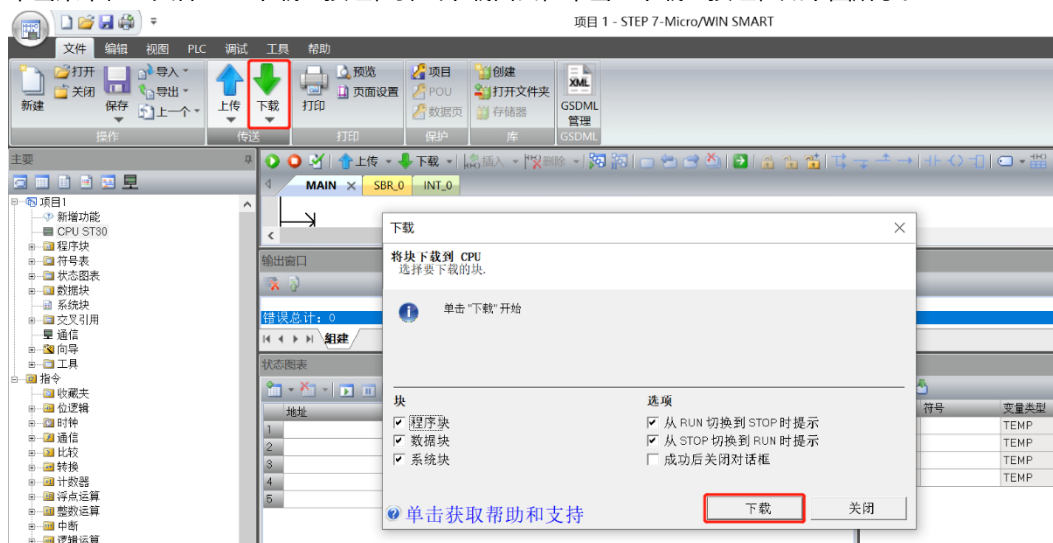 项目 1 - STEP 7-Micro/WIN SMART
文件 编辑 视图 PLC 调试 工具 帮助
新建
打开
关闭
保存
导入
导出
上一个
操作
上传
下载
传送
打印
预览
页面设置
打印
项目
POU
数据页
保护
创建
打开文件夹
存储器
库
XML
GSDML
管理
GSDML
主要
上传 下载 插入 删除
MAIN SBR_0 INT_0
项目1
新增功能
CPU ST30
程序块
符号表
状态图表
数据块
系统块
交叉引用
通信
向导
工具
指令
收藏夹
位逻辑
时钟
通信
比较
转换
计数器
浮点运算
整数运算
中断
逻辑运算
输出窗口
错误总计: 0
组建
状态图表
地址
1
2
3
4
5
下载
将块下载到 CPU
选择要下载的块.
单击 "下载" 开始
块
程序块
数据块
系统块
选项
从 RUN 切换到 STOP 时提示
从 STOP 切换到 RUN 时提示
成功后关闭对话框
单击获取帮助和支持
下载
关闭
符号 变量类型
TEMP
TEMP
TEMP
TEMP